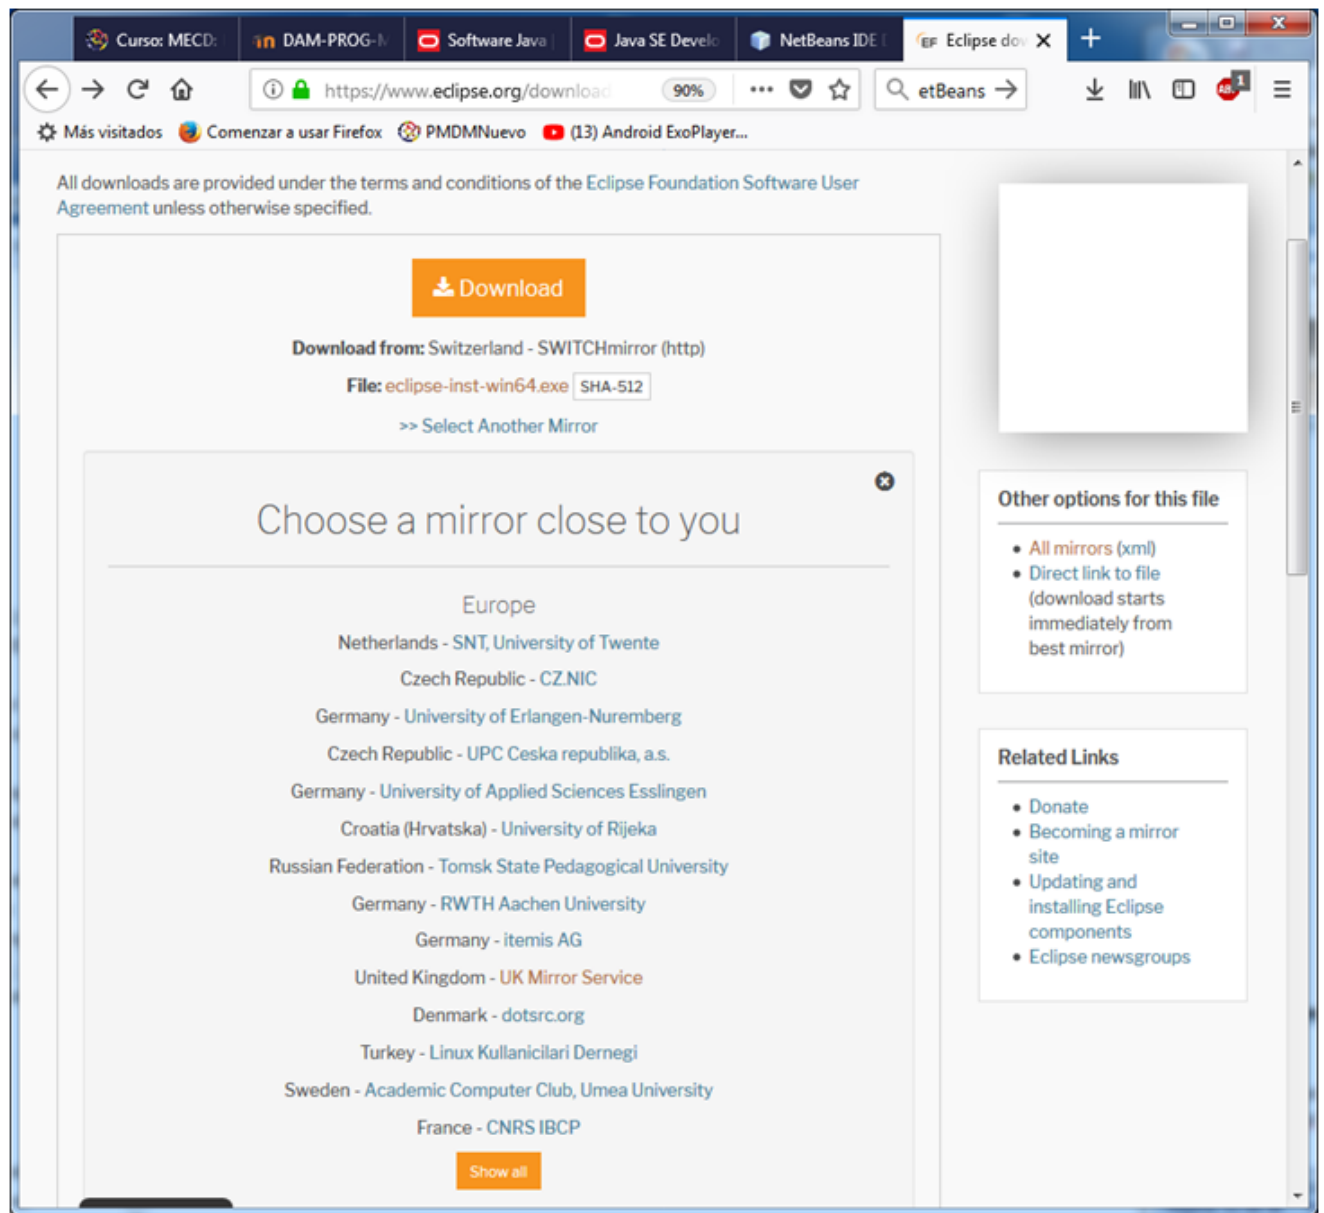 Curso: MECD:
DAM-PROG-M
Software Java
Java SE Develo
NetBeans IDE
EF Eclipse dov
https://www.eclipse.org/download
90%
etBeans
ABP
1
Más visitados
Comenzar a usar Firefox
PMDMNuevo
(13) Android ExoPlayer...
All downloads are provided under the terms and conditions of the Eclipse Foundation Software User
Agreement unless otherwise specified.
Download
Download from: Switzerland - SWITCHmirror (http)
File: eclipse-inst-win64.exe SHA-512
>> Select Another Mirror
Choose a mirror close to you
Europe
Netherlands - SNT, University of Twente
Czech Republic - CZ.NIC
Germany - University of Erlangen-Nuremberg
Czech Republic - UPC Ceska republika, a.s.
Germany - University of Applied Sciences Esslingen
Croatia (Hrvatska) - University of Rijeka
Russian Federation - Tomsk State Pedagogical University
Germany - RWTH Aachen University
Germany - itemis AG
United Kingdom - UK Mirror Service
Denmark - dotsrc.org
Turkey - Linux Kullanicilari Dernegi
Sweden - Academic Computer Club, Umea University
France - CNRS IBCP
Show all
Other options for this file
All mirrors (xml)
Direct link to file
(download starts
immediately from
best mirror)
Related Links
Donate
Becoming a mirror
site
Updating and
installing Eclipse
components
Eclipse newsgroups